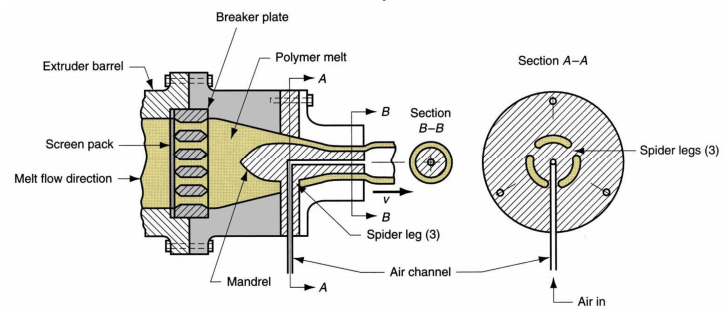 Breaker plate
Polymer melt
Extruder barrel
A
Section A–A
B
Section
B–B
Screen pack
Spider legs (3)
Melt flow direction
v
B
Spider leg (3)
Mandrel
Air channel
A
Air in